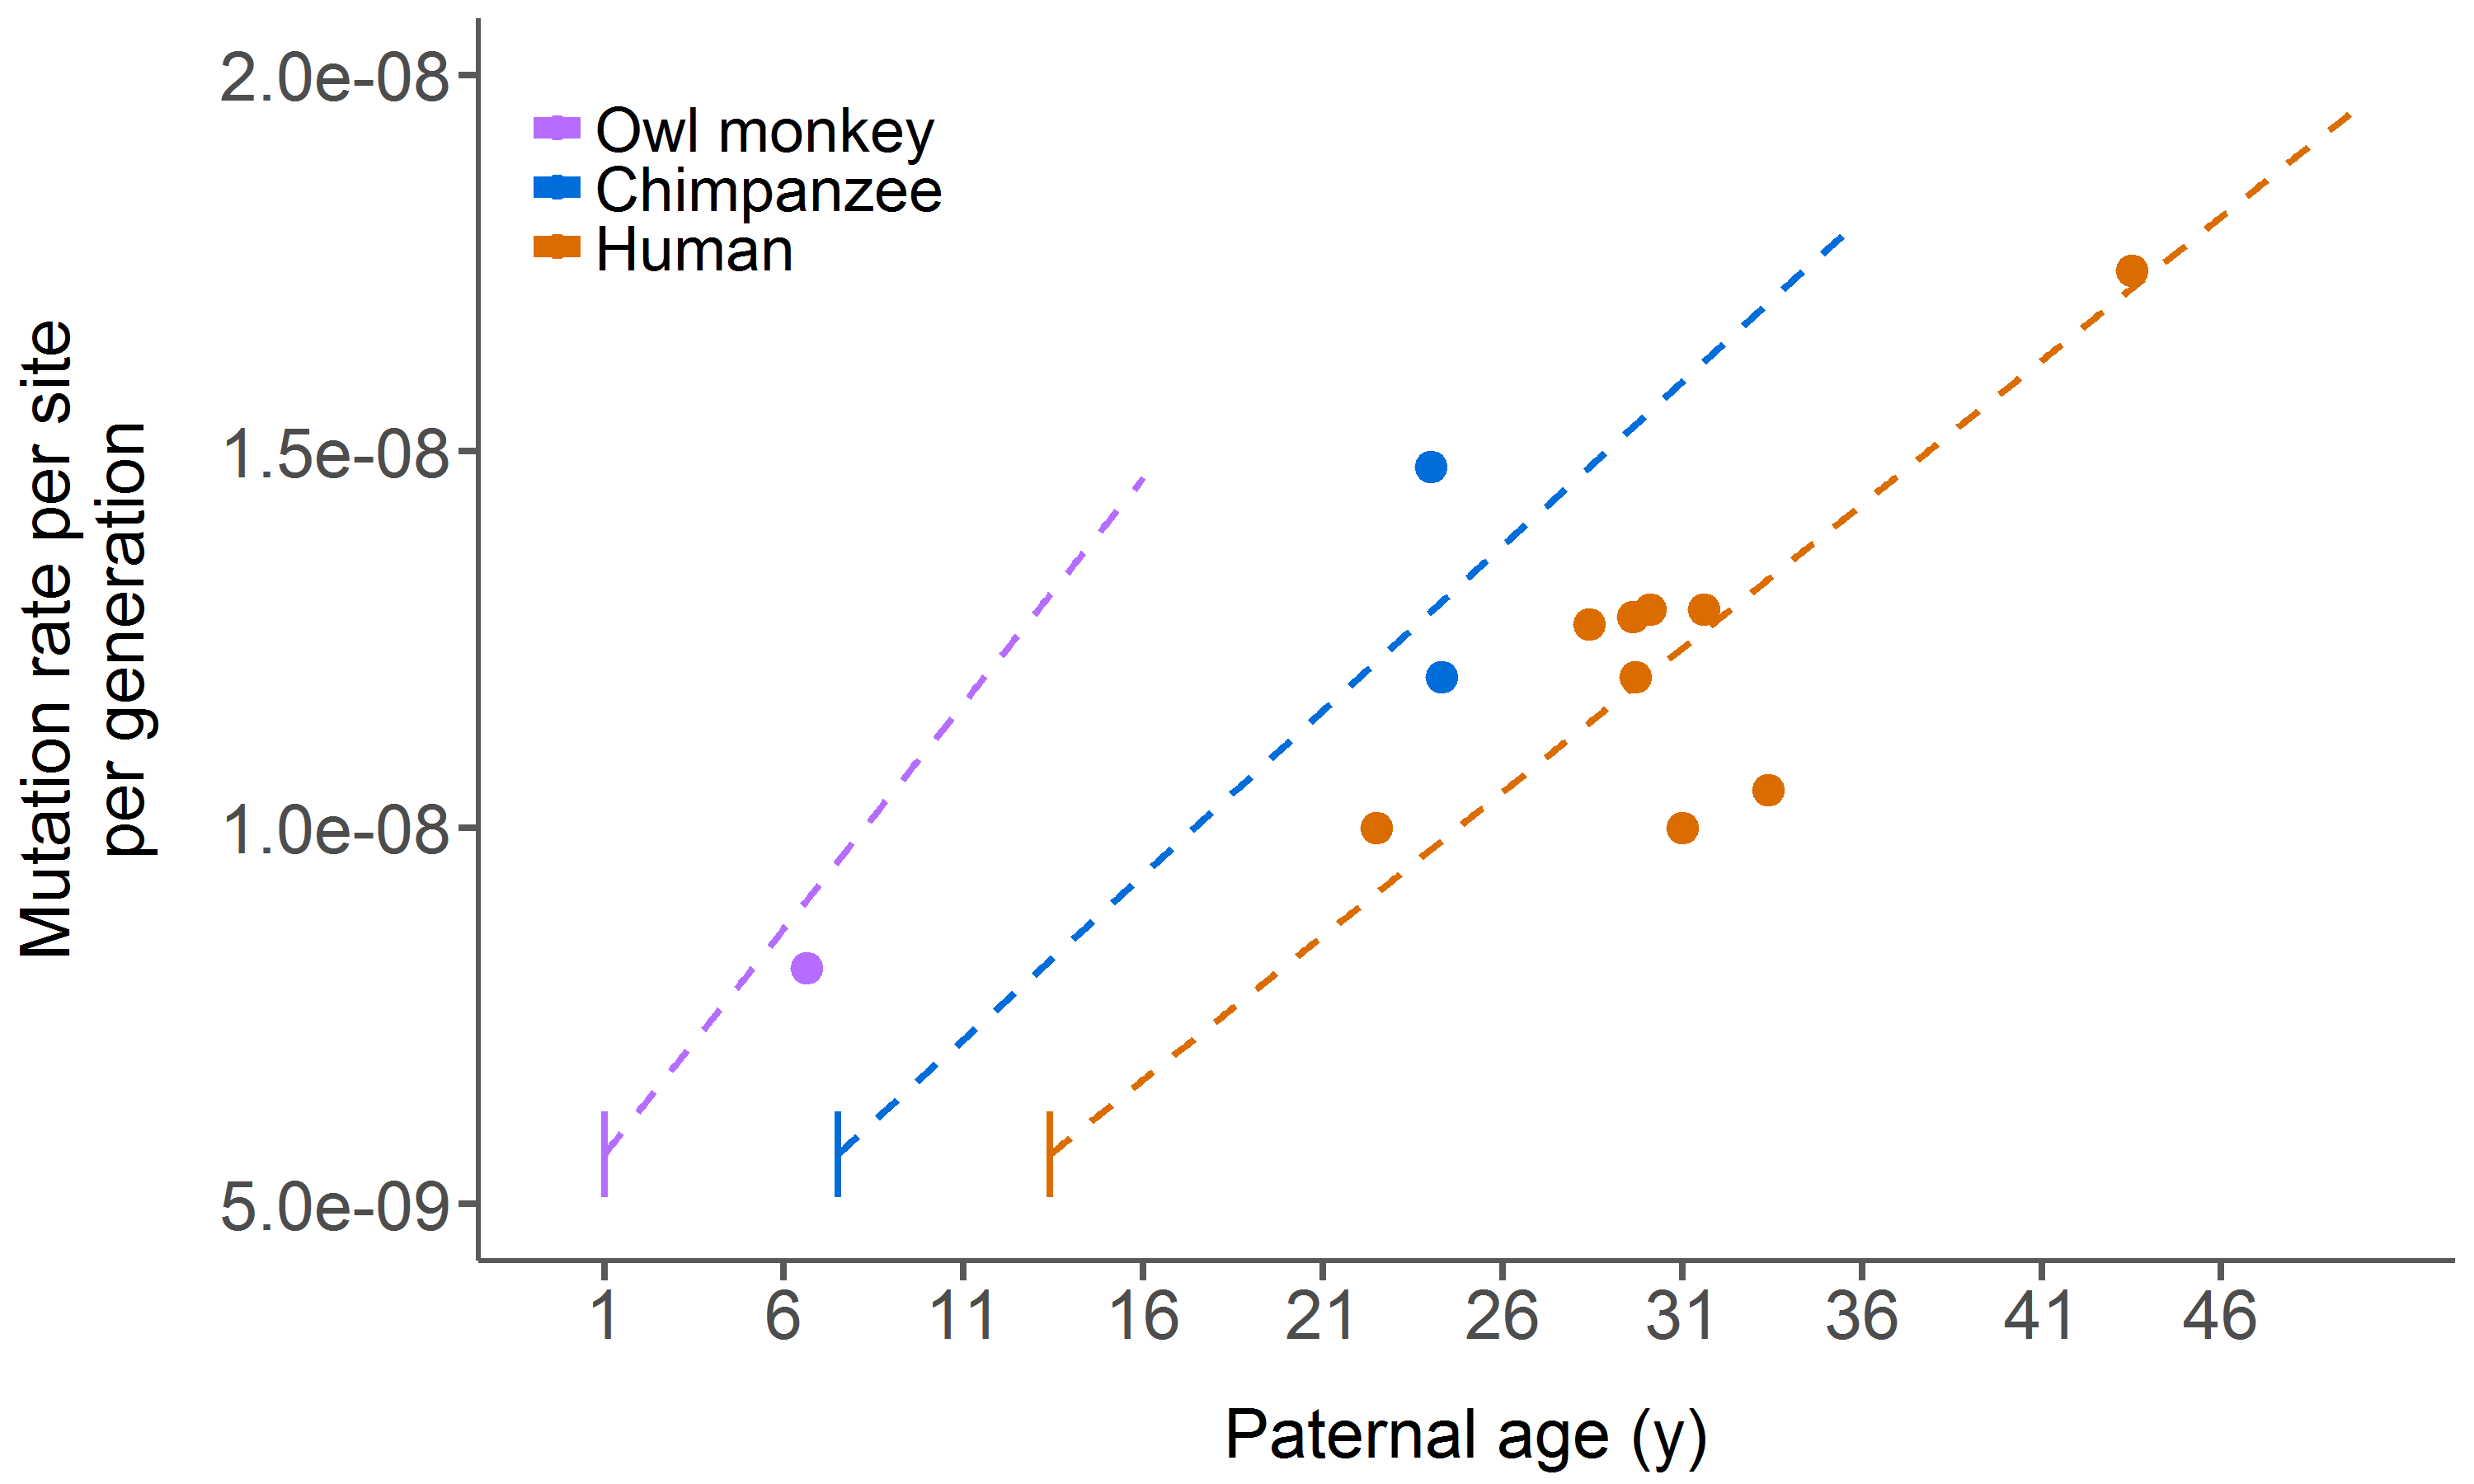 2.0e-08
1.5e-08
1.0e-08
5.0e-09
Mutation rate per site
per generation
Owl monkey
Chimpanzee
Human
1 6 11 16 21 26 31 36 41 46
Paternal age (y)